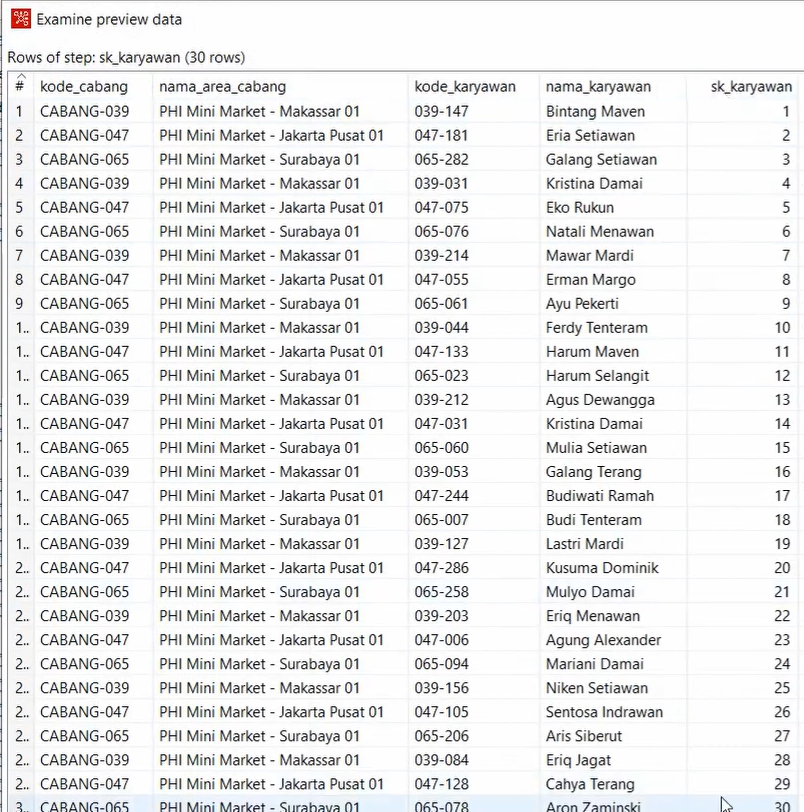 Examine preview data
Rows of step: sk_karyawan (30 rows)
# kode_cabang nama_area_cabang kode_karyawan nama_karyawan sk_karyawan
1 CABANG-039 PHI Mini Market - Makassar 01 039-147 Bintang Maven 1
2 CABANG-047 PHI Mini Market - Jakarta Pusat 01 047-181 Eria Setiawan 2
3 CABANG-065 PHI Mini Market - Surabaya 01 065-282 Galang Setiawan 3
4 CABANG-039 PHI Mini Market - Makassar 01 039-031 Kristina Damai 4
5 CABANG-047 PHI Mini Market - Jakarta Pusat 01 047-075 Eko Rukun 5
6 CABANG-065 PHI Mini Market - Surabaya 01 065-076 Natali Menawan 6
7 CABANG-039 PHI Mini Market - Makassar 01 039-214 Mawar Mardi 7
8 CABANG-047 PHI Mini Market - Jakarta Pusat 01 047-055 Erman Margo 8
9 CABANG-065 PHI Mini Market - Surabaya 01 065-061 Ayu Pekerti 9
1.. CABANG-039 PHI Mini Market - Makassar 01 039-044 Ferdy Tenteram 10
1.. CABANG-047 PHI Mini Market - Jakarta Pusat 01 047-133 Harum Maven 11
1.. CABANG-065 PHI Mini Market - Surabaya 01 065-023 Harum Selangit 12
1.. CABANG-039 PHI Mini Market - Makassar 01 039-212 Agus Dewangga 13
1.. CABANG-047 PHI Mini Market - Jakarta Pusat 01 047-031 Kristina Damai 14
1.. CABANG-065 PHI Mini Market - Surabaya 01 065-060 Mulia Setiawan 15
1.. CABANG-039 PHI Mini Market - Makassar 01 039-053 Galang Terang 16
1.. CABANG-047 PHI Mini Market - Jakarta Pusat 01 047-244 Budiwati Ramah 17
1.. CABANG-065 PHI Mini Market - Surabaya 01 065-007 Budi Tenteram 18
1.. CABANG-039 PHI Mini Market - Makassar 01 039-127 Lastri Mardi 19
2.. CABANG-047 PHI Mini Market - Jakarta Pusat 01 047-286 Kusuma Dominik 20
2.. CABANG-065 PHI Mini Market - Surabaya 01 065-258 Mulyo Damai 21
2.. CABANG-039 PHI Mini Market - Makassar 01 039-203 Eriq Menawan 22
2.. CABANG-047 PHI Mini Market - Jakarta Pusat 01 047-006 Agung Alexander 23
2.. CABANG-065 PHI Mini Market - Surabaya 01 065-094 Mariani Damai 24
2.. CABANG-039 PHI Mini Market - Makassar 01 039-156 Niken Setiawan 25
2.. CABANG-047 PHI Mini Market - Jakarta Pusat 01 047-105 Sentosa Indrawan 26
2.. CABANG-065 PHI Mini Market - Surabaya 01 065-206 Aris Siberut 27
2.. CABANG-039 PHI Mini Market - Makassar 01 039-084 Eriq Jagat 28
2.. CABANG-047 PHI Mini Market - Jakarta Pusat 01 047-128 Cahya Terang 29
3.. CABANG-065 PHI Mini Market - Surabaya 01 065-078 Aron Zaminski 30